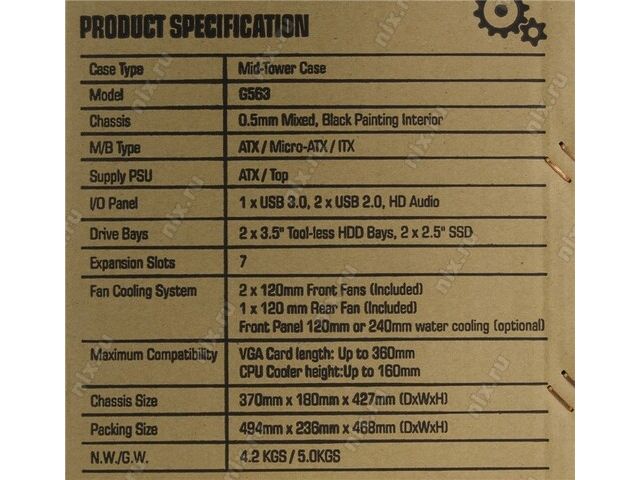 PRODUCT SPECIFICATION
Case Type Mid-Tower Case
Model G563
Chassis 0.5mm Mixed, Black Painting Interior
M/B Type ATX / Micro-ATX / ITX
Supply PSU ATX / Top
I/O Panel 1 x USB 3.0, 2 x USB 2.0, HD Audio
Drive Bays 2 x 3.5" Tool-less HDD Bays, 2 x 2.5" SSD
Expansion Slots 7
Fan Cooling System 2 x 120mm Front Fans (Included)
1 x 120 mm Rear Fan (Included)
Front Panel 120mm or 240mm water cooling (optional)
Maximum Compatibility VGA Card length: Up to 360mm
CPU Cooler height:Up to 160mm
Chassis Size 370mm x 180mm x 427mm (DxWxH)
Packing Size 494mm x 236mm x 468mm (DxWxH)
N.W./G.W. 4.2 KGS / 5.0KGS
nix.ru